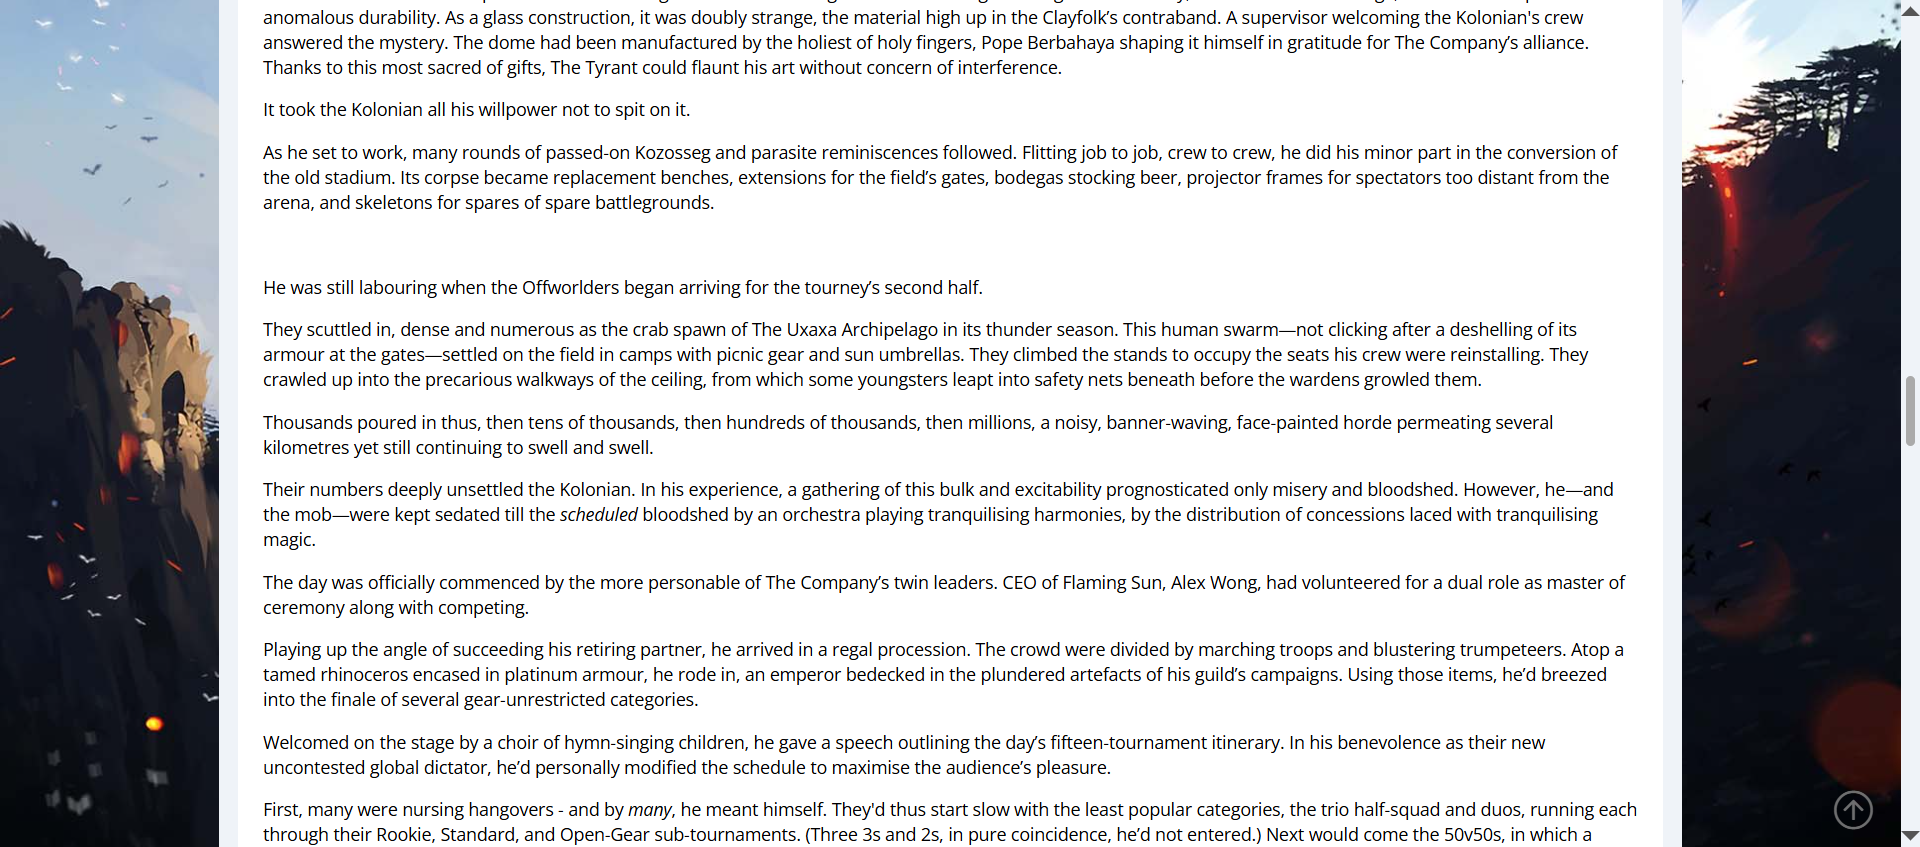 anomalous durability. As a glass construction, it was doubly strange, the material high up in the Clayfolk’s contraband. A supervisor welcoming the Kolonian's crew
answered the mystery. The dome had been manufactured by the holiest of holy fingers, Pope Berbahaya shaping it himself in gratitude for The Company’s alliance.
Thanks to this most sacred of gifts, The Tyrant could flaunt his art without concern of interference.
It took the Kolonian all his willpower not to spit on it.
As he set to work, many rounds of passed-on Kozosseg and parasite reminiscences followed. Flitting job to job, crew to crew, he did his minor part in the conversion of
the old stadium. Its corpse became replacement benches, extensions for the field’s gates, bodegas stocking beer, projector frames for spectators too distant from the
arena, and skeletons for spares of spare battlegrounds.
He was still labouring when the Offworlders began arriving for the tourney’s second half.
They scuttled in, dense and numerous as the crab spawn of The Uxaxa Archipelago in its thunder season. This human swarm—not clicking after a deshelling of its
armour at the gates—settled on the field in camps with picnic gear and sun umbrellas. They climbed the stands to occupy the seats his crew were reinstalling. They
crawled up into the precarious walkways of the ceiling, from which some youngsters leapt into safety nets beneath before the wardens growled them.
Thousands poured in thus, then tens of thousands, then hundreds of thousands, then millions, a noisy, banner-waving, face-painted horde permeating several
kilometres yet still continuing to swell and swell.
Their numbers deeply unsettled the Kolonian. In his experience, a gathering of this bulk and excitability prognosticated only misery and bloodshed. However, he—and
the mob—were kept sedated till the scheduled bloodshed by an orchestra playing tranquilising harmonies, by the distribution of concessions laced with tranquilising
magic.
The day was officially commenced by the more personable of The Company’s twin leaders. CEO of Flaming Sun, Alex Wong, had volunteered for a dual role as master of
ceremony along with competing.
Playing up the angle of succeeding his retiring partner, he arrived in a regal procession. The crowd were divided by marching troops and blustering trumpeteers. Atop a
tamed rhinoceros encased in platinum armour, he rode in, an emperor bedecked in the plundered artefacts of his guild’s campaigns. Using those items, he’d breezed
into the finale of several gear-unrestricted categories.
Welcomed on the stage by a choir of hymn-singing children, he gave a speech outlining the day’s fifteen-tournament itinerary. In his benevolence as their new
uncontested global dictator, he’d personally modified the schedule to maximise the audience’s pleasure.
First, many were nursing hangovers - and by many, he meant himself. They'd thus start slow with the least popular categories, the trio half-squad and duos, running each
through their Rookie, Standard, and Open-Gear sub-tournaments. (Three 3s and 2s, in pure coincidence, he’d not entered.) Next would come the 50v50s, in which a